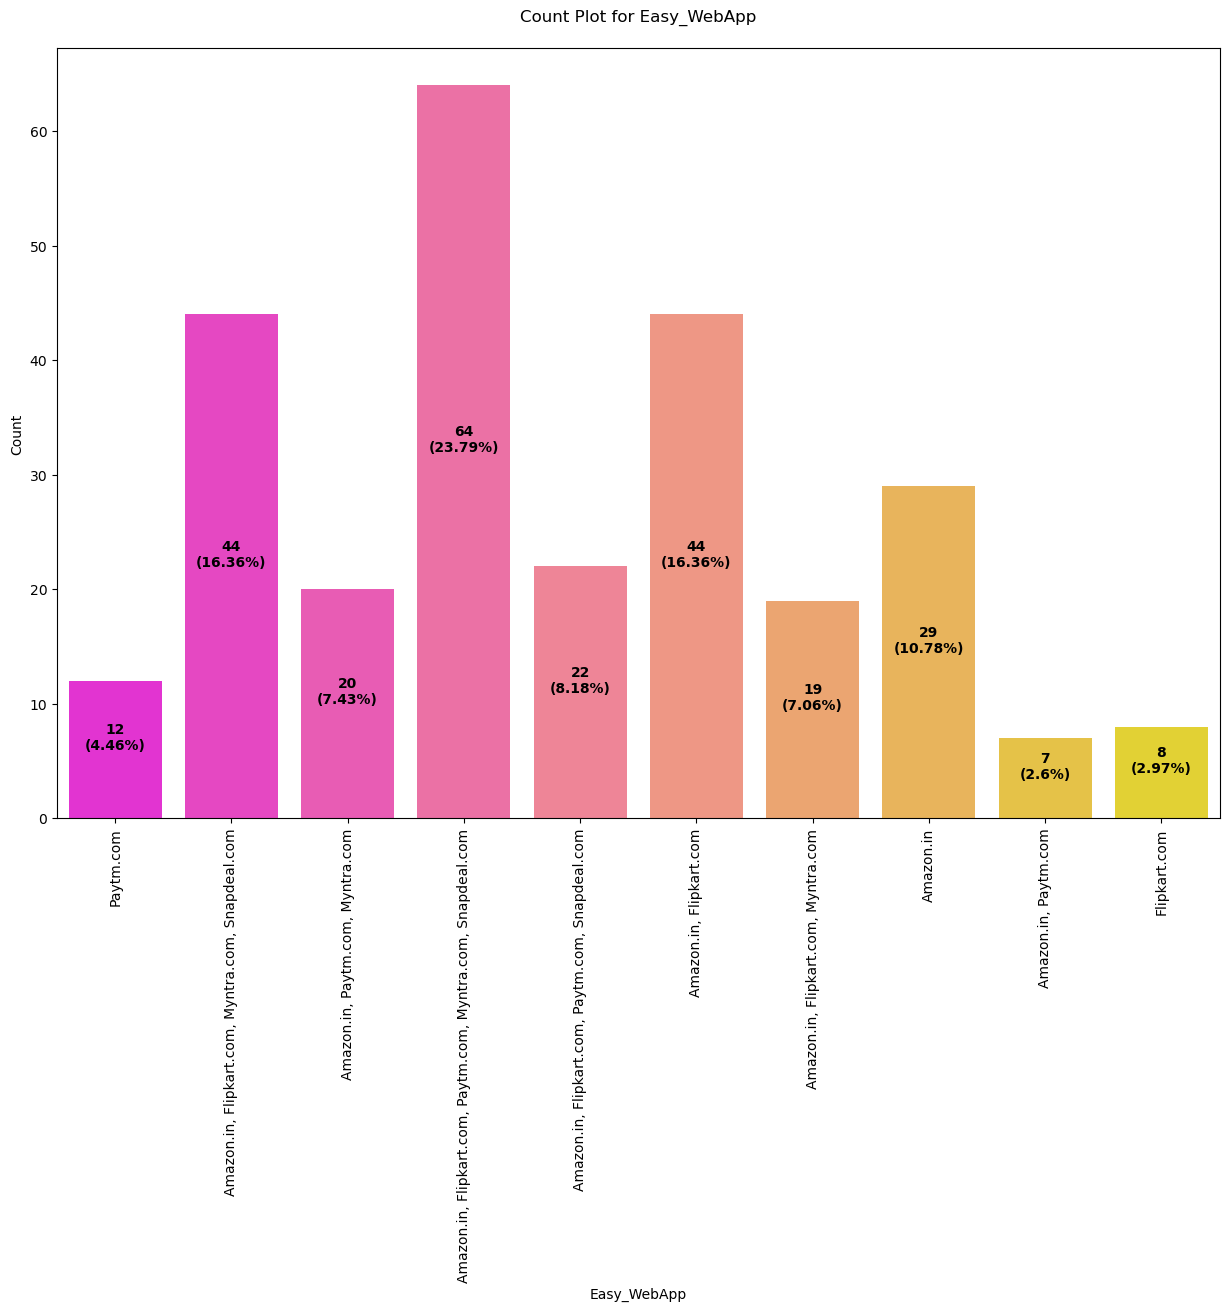 Count Plot for Easy_WebApp
Count
60
50
40
30
20
10
0
12
(4.46%)
44
(16.36%)
20
(7.43%)
64
(23.79%)
22
(8.18%)
44
(16.36%)
19
(7.06%)
29
(10.78%)
7
(2.6%)
8
(2.97%)
Paytm.com
Amazon.in, Flipkart.com, Myntra.com, Snapdeal.com
Amazon.in, Paytm.com, Myntra.com
Amazon.in, Flipkart.com, Paytm.com, Myntra.com, Snapdeal.com
Amazon.in, Flipkart.com, Paytm.com, Snapdeal.com
Amazon.in, Flipkart.com
Amazon.in, Flipkart.com, Myntra.com
Amazon.in
Amazon.in, Paytm.com
Flipkart.com
Easy_WebApp